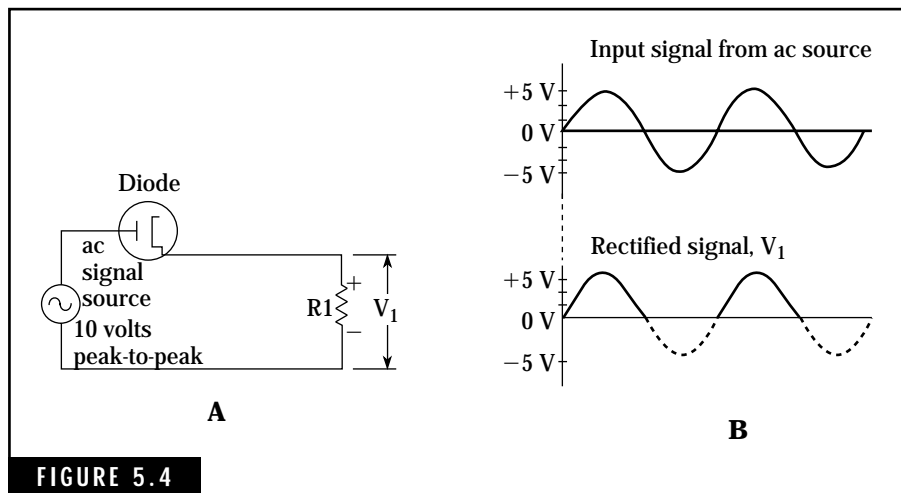 Diode
ac
signal
source
10 volts
peak-to-peak
+
R1
−
V1
A
Input signal from ac source
+5 V
0 V
−5 V
Rectified signal, V1
+5 V
0 V
−5 V
B
FIGURE 5.4